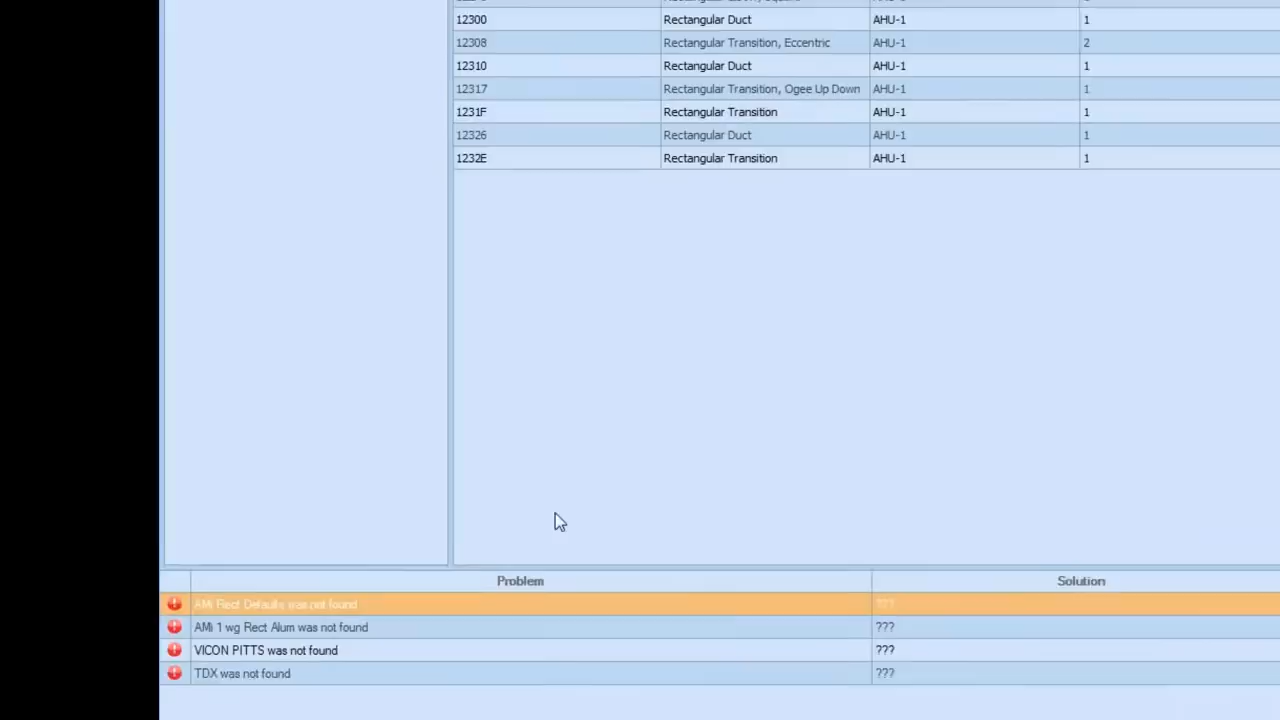 12300 Rectangular Duct AHU-1 1
12308 Rectangular Transition, Eccentric AHU-1 2
12310 Rectangular Duct AHU-1 1
12317 Rectangular Transition, Ogee Up Down AHU-1 1
1231F Rectangular Transition AHU-1 1
12326 Rectangular Duct AHU-1 1
1232E Rectangular Transition AHU-1 1
Problem Solution
AMi Rect Defaults was not found ???
AMi 1 wg Rect Alum was not found ???
VICON PITTS was not found ???
TDX was not found ???